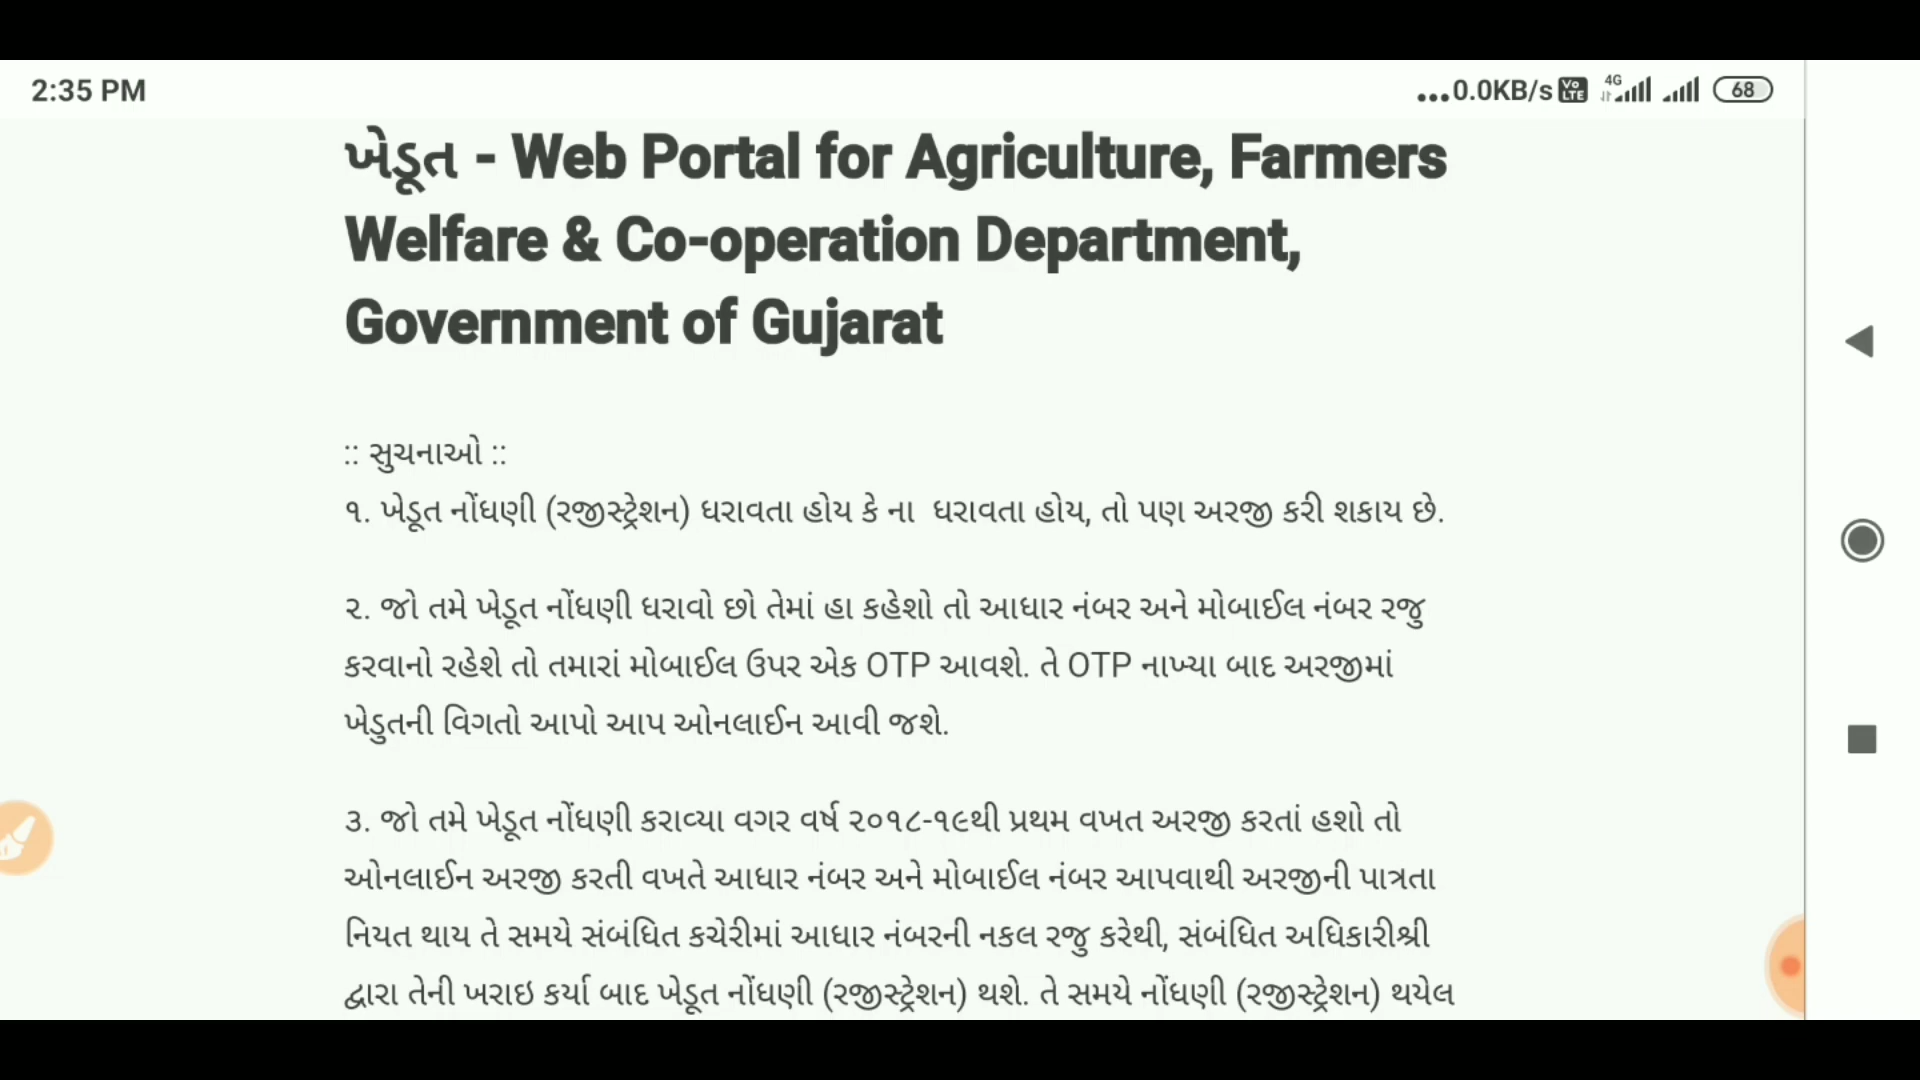 2:35 PM
...0.0KB/s Vo LTE 4G 68
ખેડૂત - Web Portal for Agriculture, Farmers
Welfare & Co-operation Department,
Government of Gujarat
:: સુચનાઓ ::
૧. ખેડૂત નોંધણી (રજીસ્ટ્રેશન) ધરાવતા હોય કે ના  ધરાવતા હોય, તો પણ અરજી કરી શકાય છે.
૨. જો તમે ખેડૂત નોંધણી ધરાવો છો તેમાં હા કહેશો તો આધાર નંબર અને મોબાઈલ નંબર રજુ
કરવાનો રહેશે તો તમારાં મોબાઈલ ઉપર એક OTP આવશે. તે OTP નાખ્યા બાદ અરજીમાં
ખેડુતની વિગતો આપો આપ ઓનલાઈન આવી જશે.
૩. જો તમે ખેડૂત નોંધણી કરાવ્યા વગર વર્ષ ૨૦૧૮-૧૯થી પ્રથમ વખત અરજી કરતાં હશો તો
ઓનલાઈન અરજી કરતી વખતે આધાર નંબર અને મોબાઈલ નંબર આપવાથી અરજીની પાત્રતા
નિયત થાય તે સમયે સંબંધિત કચેરીમાં આધાર નંબરની નકલ રજુ કરેથી, સંબંધિત અધિકારીશ્રી
દ્વારા તેની ખરાઇ કર્યા બાદ ખેડૂત નોંધણી (રજીસ્ટ્રેશન) થશે. તે સમયે નોંધણી (રજીસ્ટ્રેશન) થયેલ